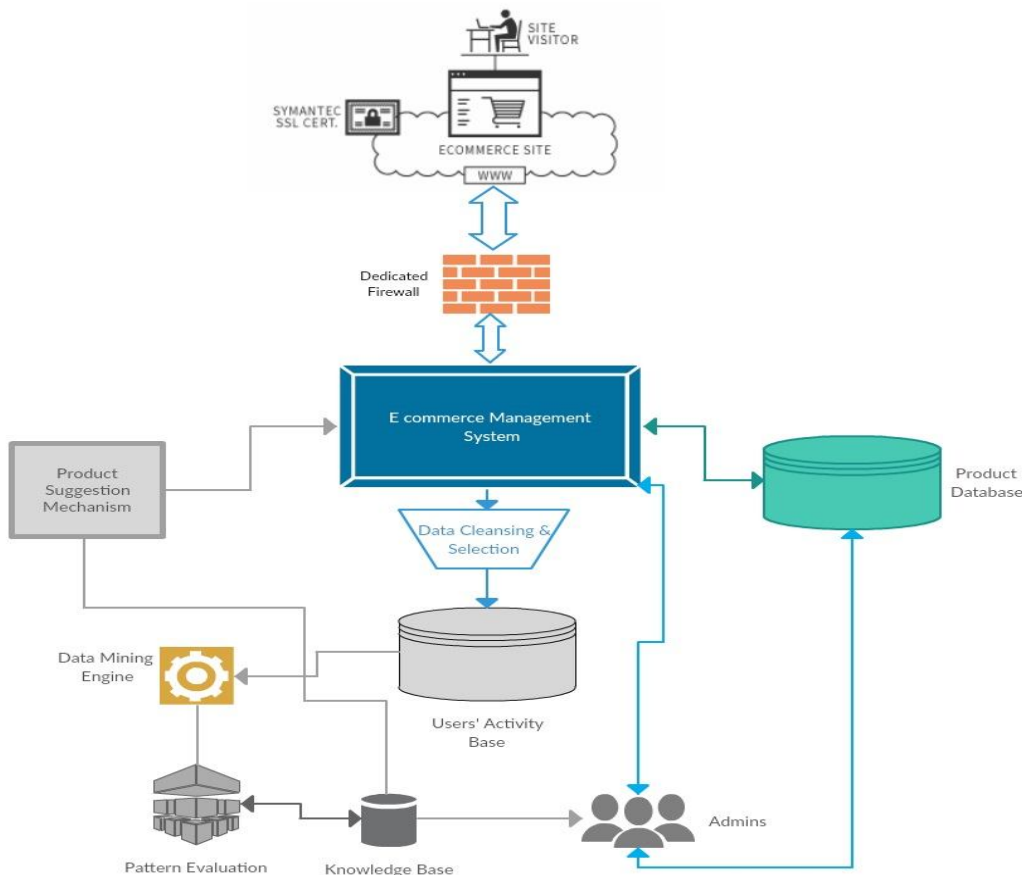 SITE
VISITOR
SYMANTEC
SSL CERT.
ECOMMERCE SITE
WWW
Dedicated
Firewall
E commerce Management
System
Product
Suggestion
Mechanism
Product
Database
Data Cleansing &
Selection
Data Mining
Engine
Users' Activity
Base
Admins
Pattern Evaluation
Knowledge Base